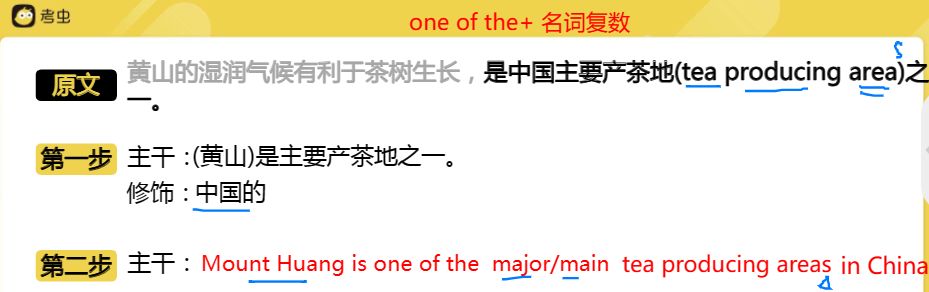 考虫
one of the+ 名词复数
s
原文 黄山的湿润气候有利于茶树生长，是中国主要产茶地(tea producing area)之
一。
第一步 主干：(黄山)是主要产茶地之一。
修饰：中国的
第二步 主干：Mount Huang is one of the major/main tea producing areas in China